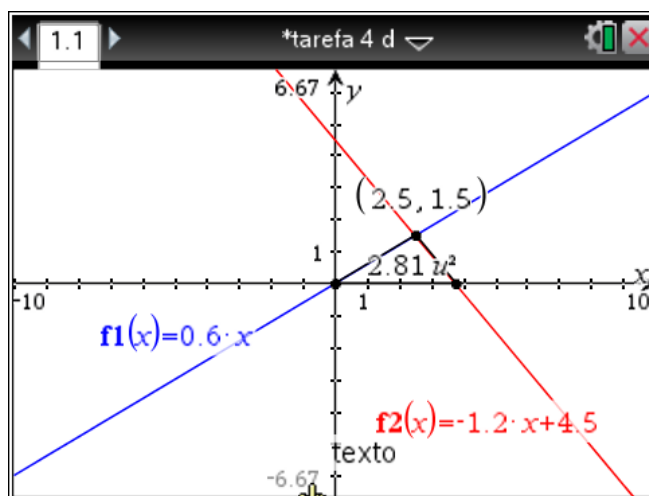 1.1
*tarefa 4 d
6.67
y
(2.5, 1.5)
1
2.81 u²
x
-10
1
10
f1(x)=0.6·x
f2(x)=-1.2·x+4.5
texto
-6.67